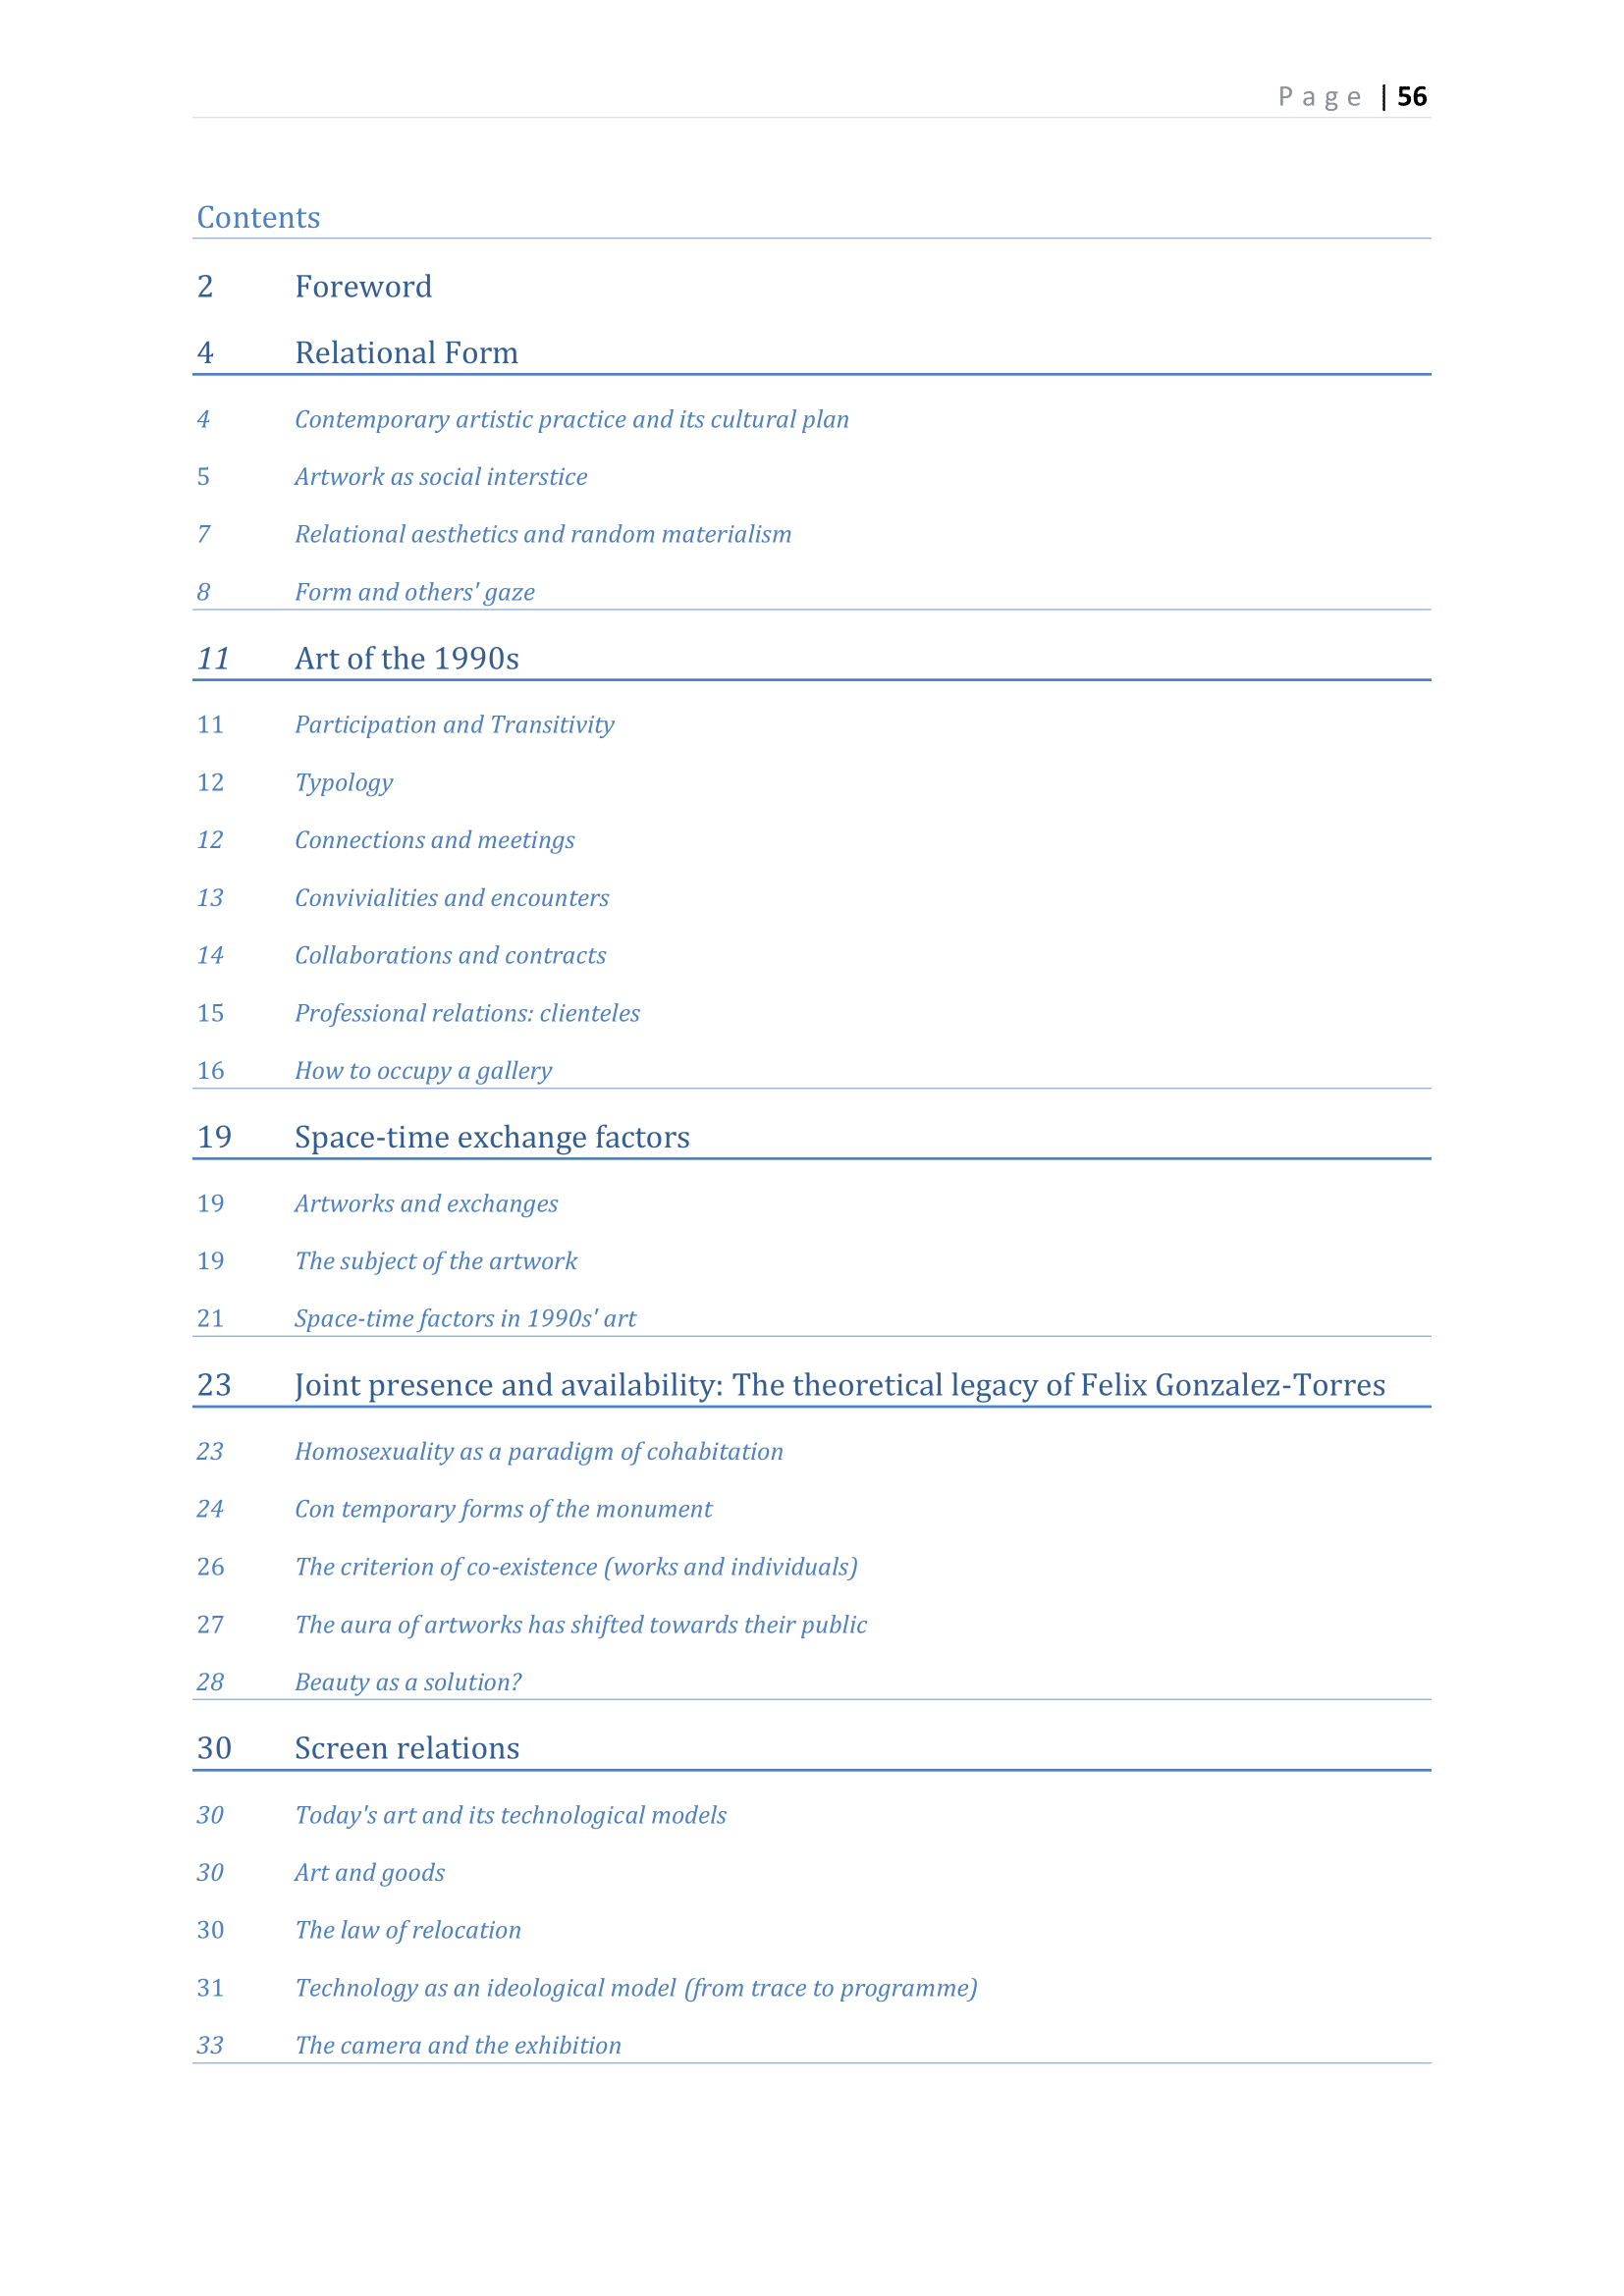 Page | 56
Contents
2 Foreword
4 Relational Form
4 Contemporary artistic practice and its cultural plan
5 Artwork as social interstice
7 Relational aesthetics and random materialism
8 Form and others' gaze
11 Art of the 1990s
11 Participation and Transitivity
12 Typology
12 Connections and meetings
13 Convivialities and encounters
14 Collaborations and contracts
15 Professional relations: clienteles
16 How to occupy a gallery
19 Space-time exchange factors
19 Artworks and exchanges
19 The subject of the artwork
21 Space-time factors in 1990s' art
23 Joint presence and availability: The theoretical legacy of Felix Gonzalez-Torres
23 Homosexuality as a paradigm of cohabitation
24 Con temporary forms of the monument
26 The criterion of co-existence (works and individuals)
27 The aura of artworks has shifted towards their public
28 Beauty as a solution?
30 Screen relations
30 Today's art and its technological models
30 Art and goods
30 The law of relocation
31 Technology as an ideological model (from trace to programme)
33 The camera and the exhibition